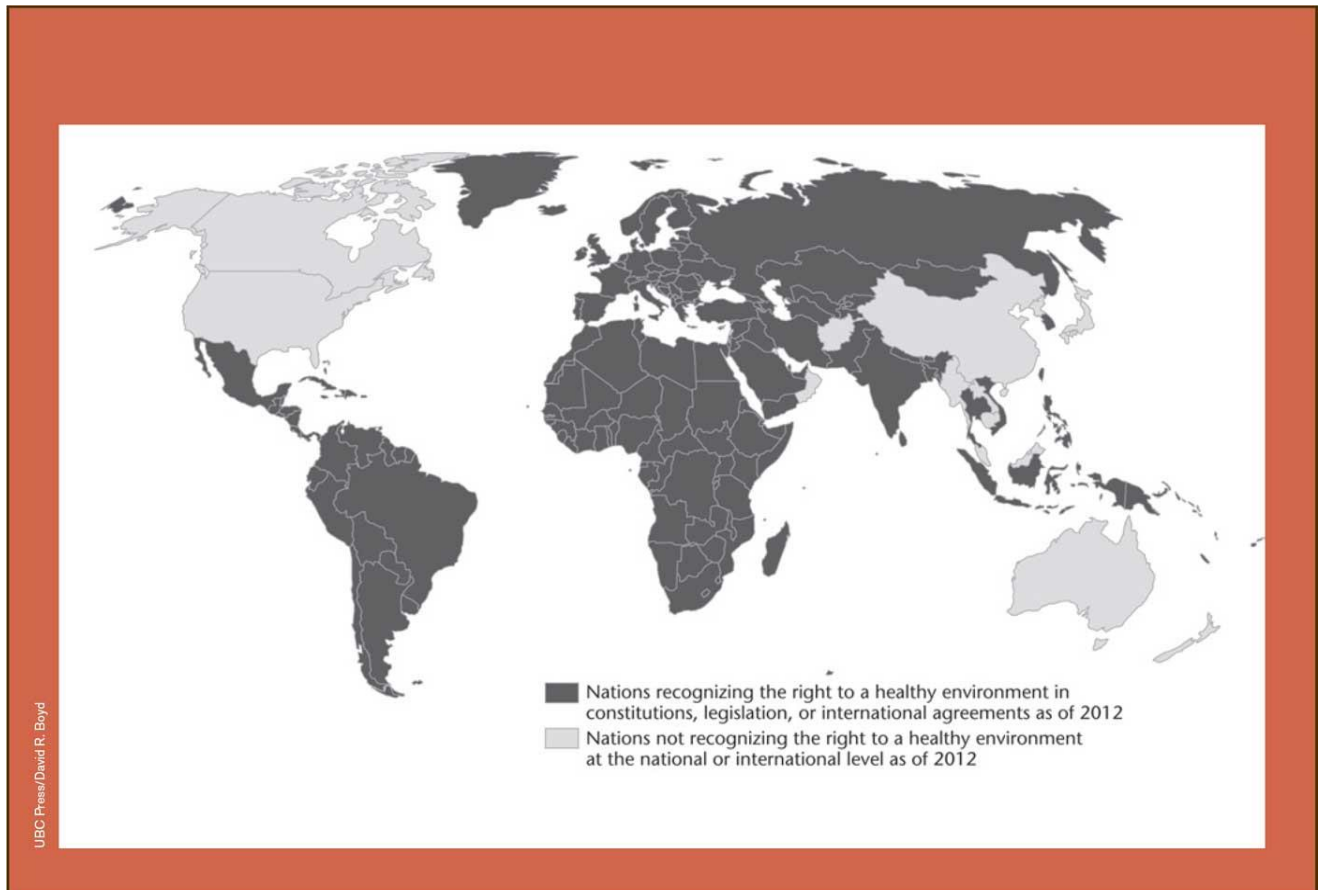 Nations recognizing the right to a healthy environment in
constitutions, legislation, or international agreements as of 2012
Nations not recognizing the right to a healthy environment
at the national or international level as of 2012
UBC Press/David R. Boyd